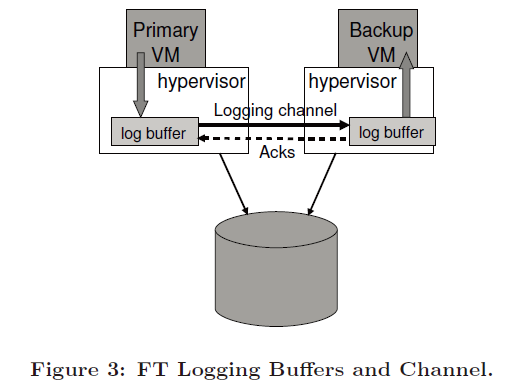 Primary
VM
Backup
VM
hypervisor
hypervisor
Logging channel
log buffer
log buffer
Acks
Figure 3: FT Logging Buffers and Channel.